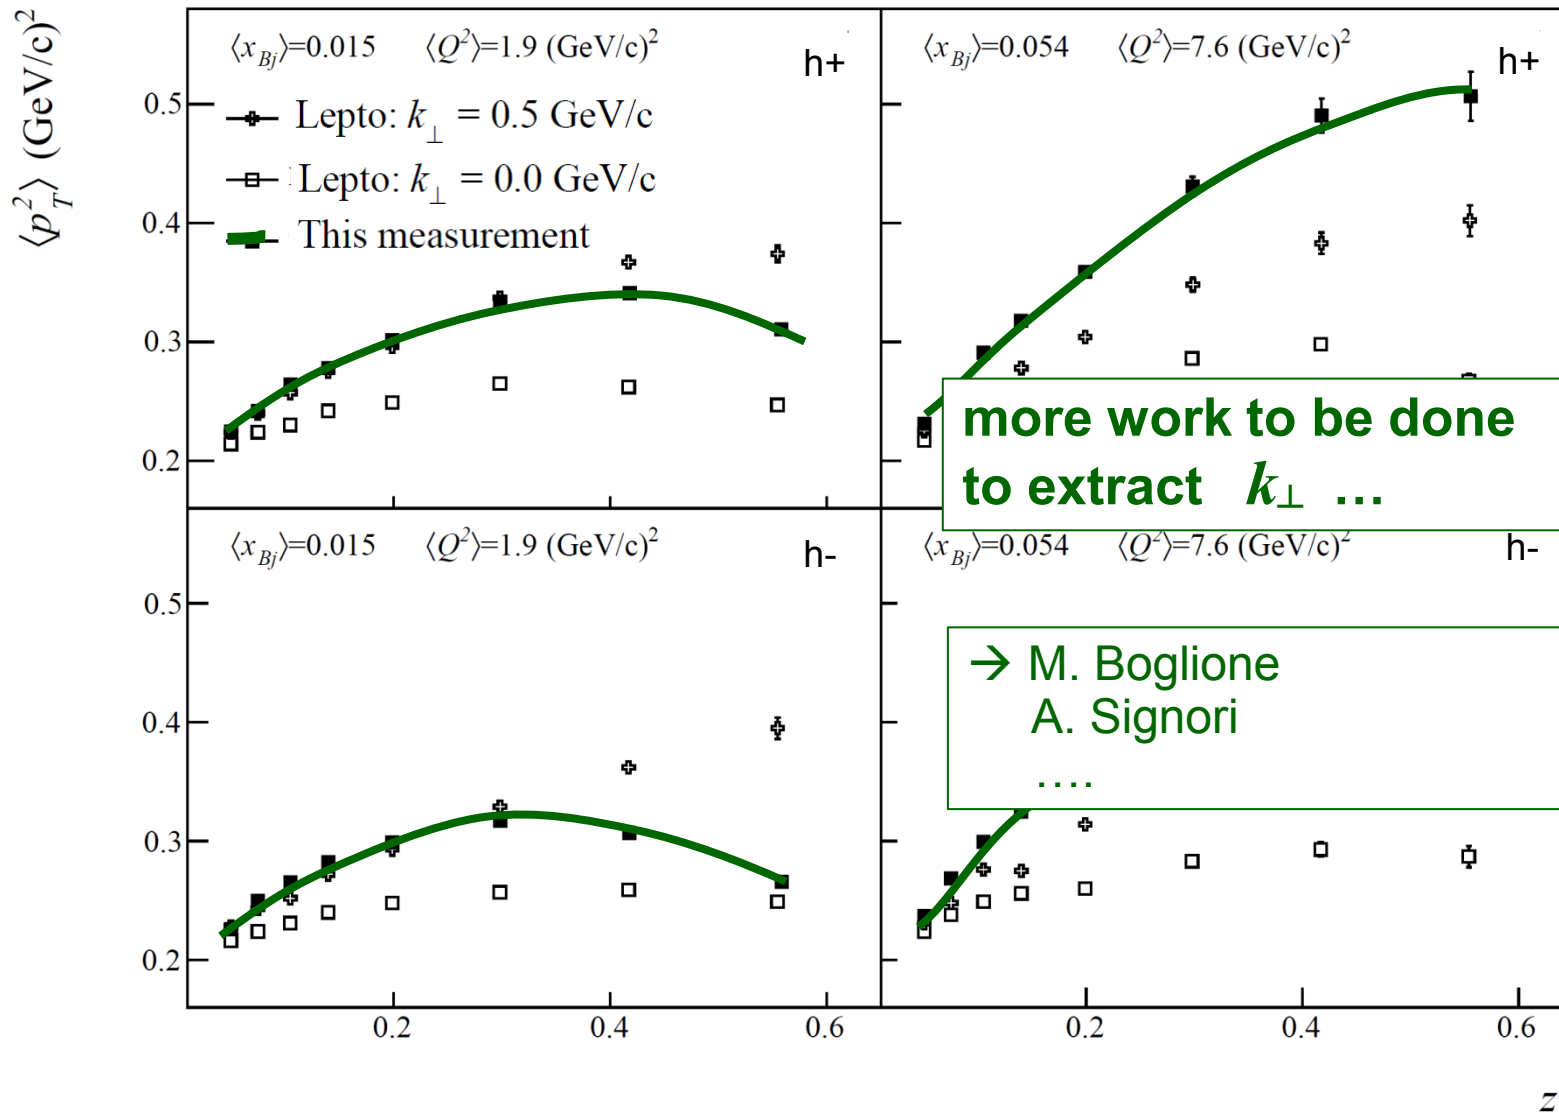 ⟨p_T^2⟩ (GeV/c)^2
⟨x_Bj⟩=0.015 ⟨Q^2⟩=1.9 (GeV/c)^2 h+
Lepto: k_⊥ = 0.5 GeV/c
Lepto: k_⊥ = 0.0 GeV/c
This measurement
⟨x_Bj⟩=0.054 ⟨Q^2⟩=7.6 (GeV/c)^2 h+
0.5
0.4
0.3
0.2
more work to be done
to extract k_⊥ ...
⟨x_Bj⟩=0.015 ⟨Q^2⟩=1.9 (GeV/c)^2 h-
⟨x_Bj⟩=0.054 ⟨Q^2⟩=7.6 (GeV/c)^2 h-
0.5
0.4
0.3
0.2
→ M. Boglione
A. Signori
....
0.2 0.4 0.6 0.2 0.4 0.6
z